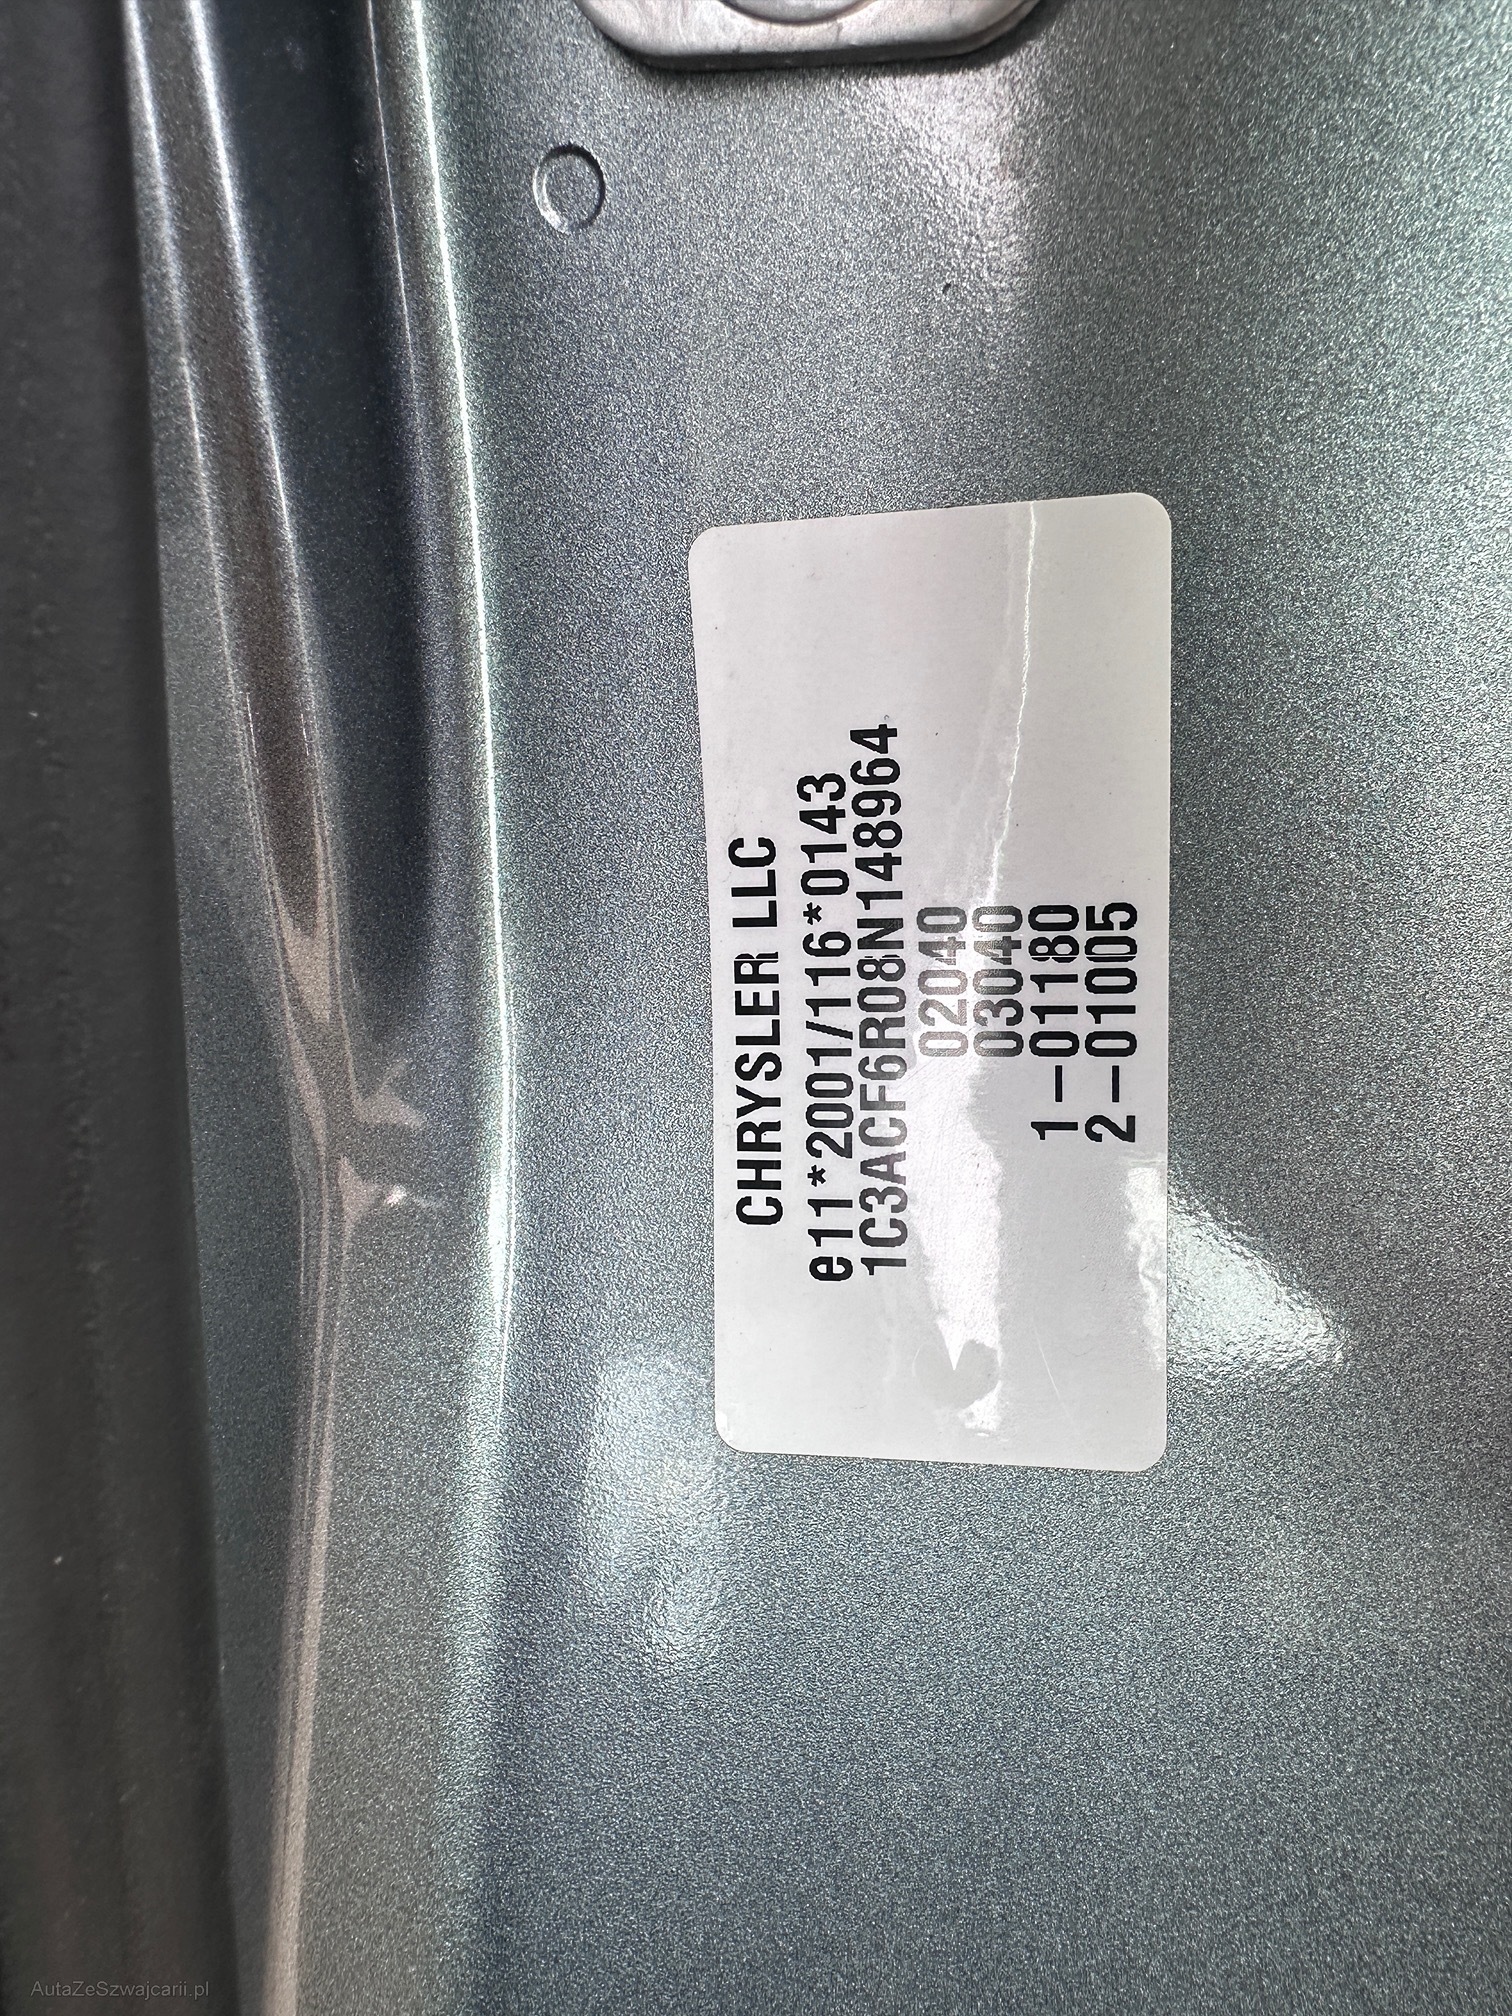 CHRYSLER LLC
e11*2001/116*0143
1C3ACF6R08N148964
02040
03040
1-01180
2-01005
AutaZeSzwajcarii.pl